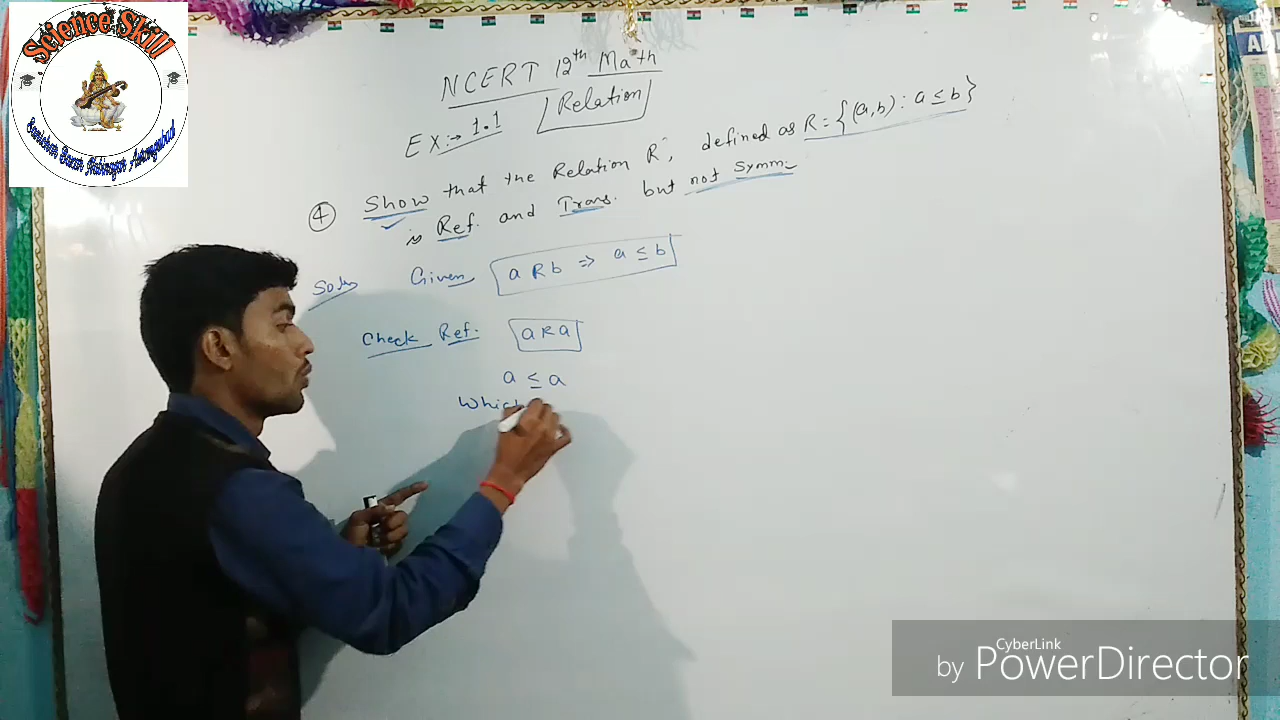 Science Skill
NCERT 12th Math
Relation
EX:→ 1.1
④ Show that the Relation R, defined as R = {(a,b) : a ≤ b}
is Ref. and Trans. but not Symm.
Soln Given a R b ⇒ a ≤ b
Check Ref. a R a
a ≤ a
Which
CyberLink
by PowerDirector